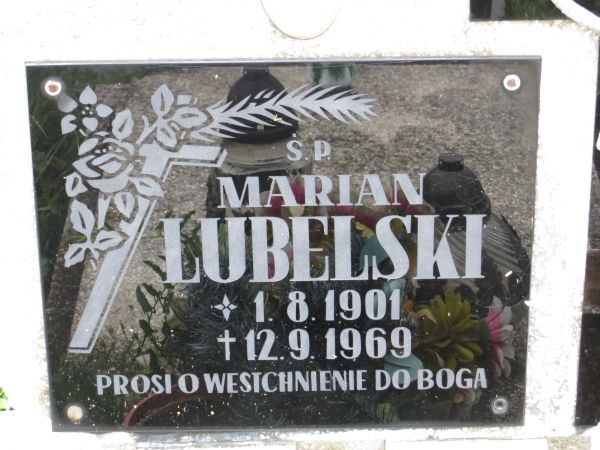 S.P.
MARIAN
LUBELSKI
1.8.1901
† 12.9.1969
PROSI O WESTCHNIENIE DO BOGA